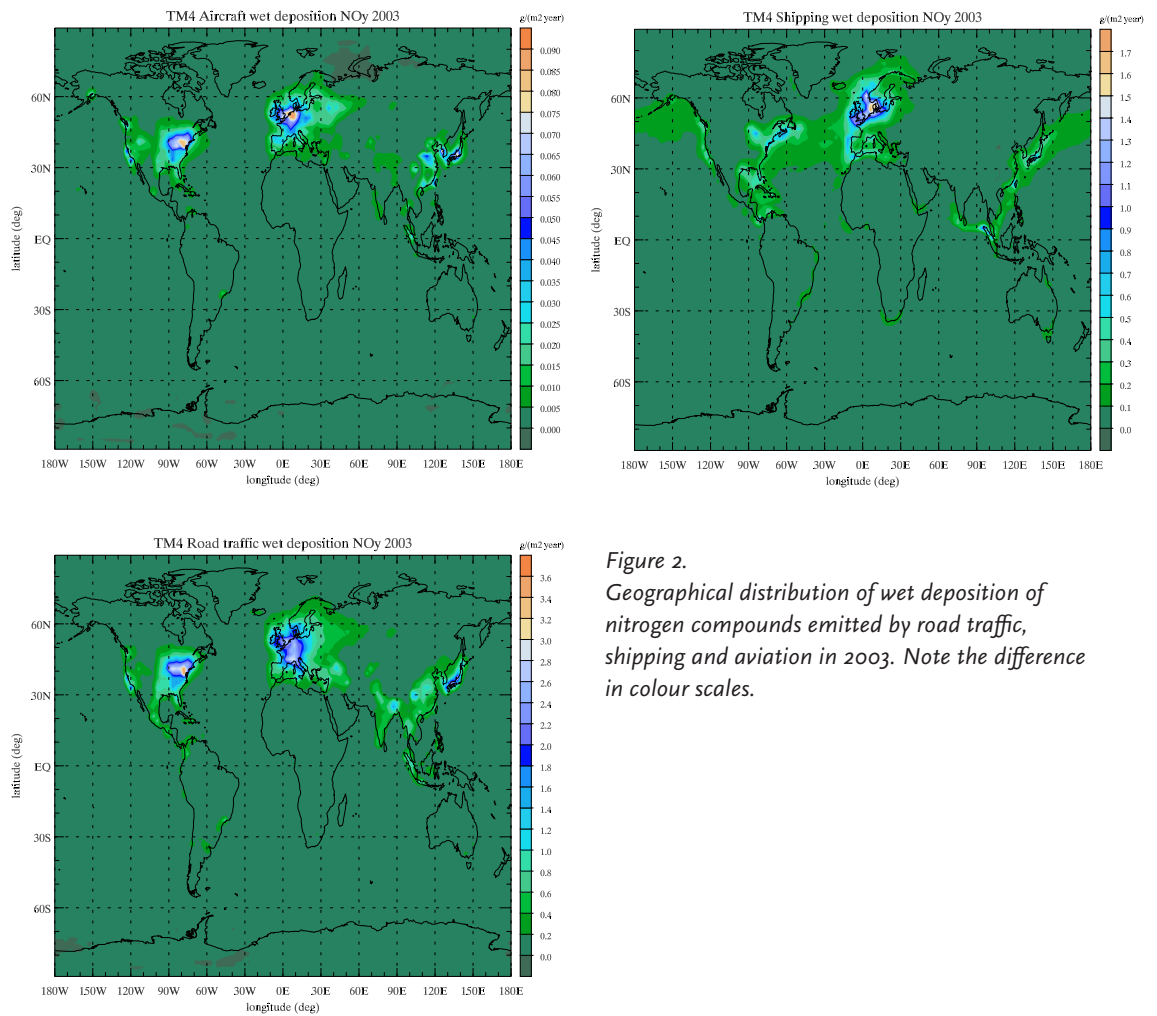 TM4 Aircraft wet deposition NOy 2003
g/(m2 year)
0.090
0.085
0.080
0.075
0.070
0.065
0.060
0.055
0.050
0.045
0.040
0.035
0.030
0.025
0.020
0.015
0.010
0.005
0.000
60N
30N
EQ
30S
60S
latitude (deg)
180W 150W 120W 90W 60W 30W 0E 30E 60E 90E 120E 150E 180E
longitude (deg)
TM4 Shipping wet deposition NOy 2003
g/(m2 year)
1.7
1.6
1.5
1.4
1.3
1.2
1.1
1.0
0.9
0.8
0.7
0.6
0.5
0.4
0.3
0.2
0.1
0.0
60N
30N
EQ
30S
60S
latitude (deg)
180W 150W 120W 90W 60W 30W 0E 30E 60E 90E 120E 150E 180E
longitude (deg)
TM4 Road traffic wet deposition NOy 2003
g/(m2 year)
3.6
3.4
3.2
3.0
2.8
2.6
2.4
2.2
2.0
1.8
1.6
1.4
1.2
1.0
0.8
0.6
0.4
0.2
0.0
60N
30N
EQ
30S
60S
latitude (deg)
180W 150W 120W 90W 60W 30W 0E 30E 60E 90E 120E 150E 180E
longitude (deg)
Figure 2.
Geographical distribution of wet deposition of
nitrogen compounds emitted by road traffic,
shipping and aviation in 2003. Note the difference
in colour scales.